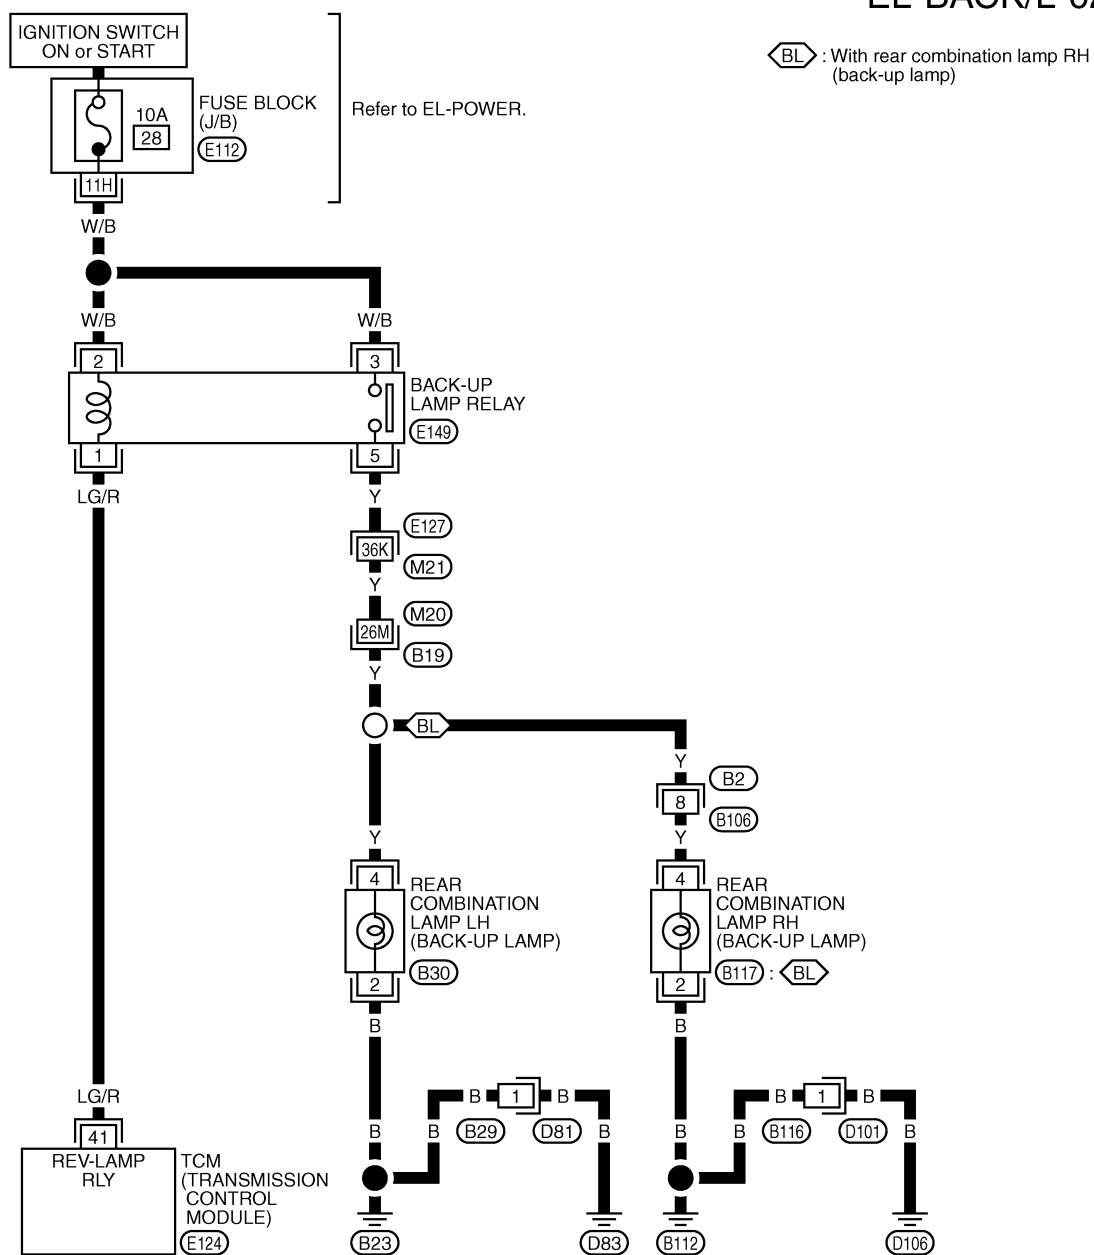 IGNITION SWITCH
ON or START
BL : With rear combination lamp RH
(back-up lamp)
10A
28
FUSE BLOCK
(J/B)
E112
Refer to EL-POWER.
11H
W/B
W/B
W/B
2
3
BACK-UP
LAMP RELAY
E149
1
5
LG/R
Y
E127
36K
M21
Y
M20
26M
B19
Y
BL
Y
B2
8
B106
Y
Y
4
4
REAR
COMBINATION
LAMP LH
(BACK-UP LAMP)
B30
REAR
COMBINATION
LAMP RH
(BACK-UP LAMP)
B117 : BL
2
2
B
B
LG/R
B
1
B
B
1
B
B
B
B29
D81
B
B
B
B116
D101
B
41
REV-LAMP
RLY
TCM
(TRANSMISSION
CONTROL
MODULE)
E124
B23
D83
B112
D106